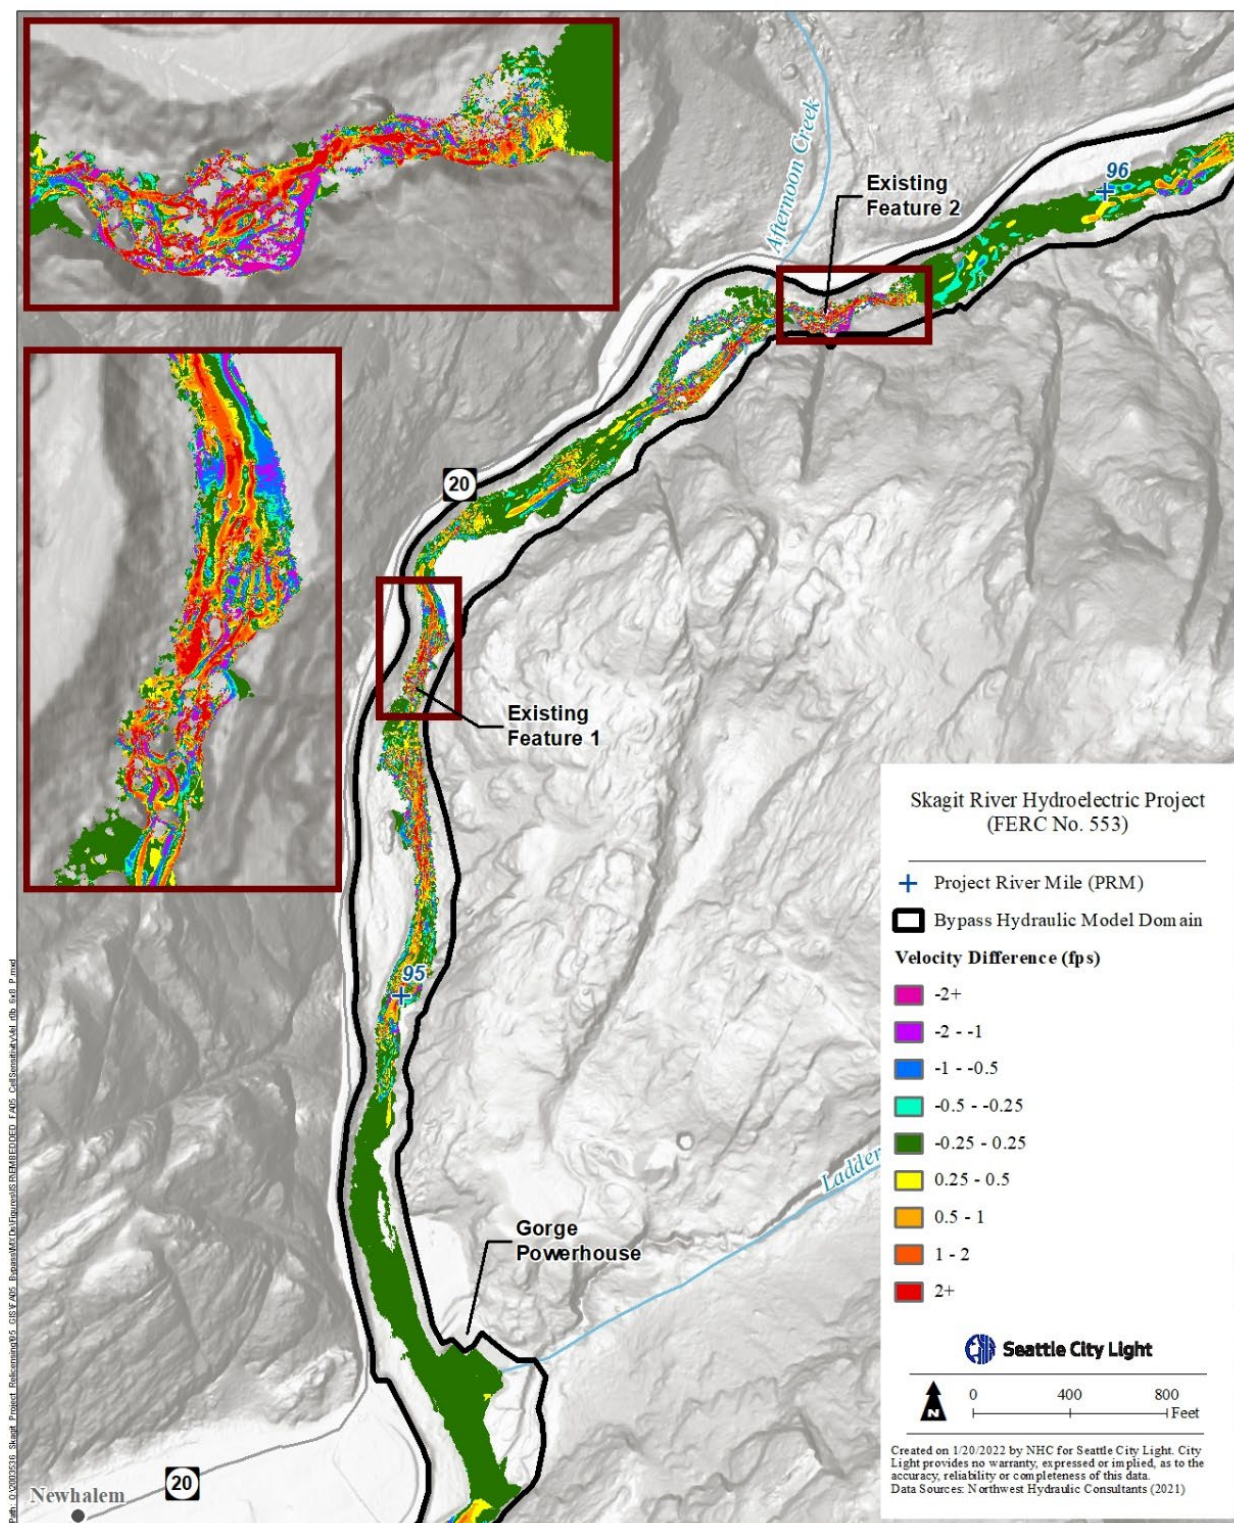 Afternoon Creek
96
Existing
Feature 2
20
Existing
Feature 1
95
Ladder
Gorge
Powerhouse
20
Newhalem
Skagit River Hydroelectric Project
(FERC No. 553)
Project River Mile (PRM)
Bypass Hydraulic Model Domain
Velocity Difference (fps)
-2+
-2 - -1
-1 - -0.5
-0.5 - -0.25
-0.25 - 0.25
0.25 - 0.5
0.5 - 1
1 - 2
2+
Seattle City Light
N
0 400 800
Feet
Created on 1/20/2022 by NHC for Seattle City Light. City
Light provides no warranty, expressed or implied, as to the
accuracy, reliability or completeness of this data.
Data Sources: Northwest Hydraulic Consultants (2021)